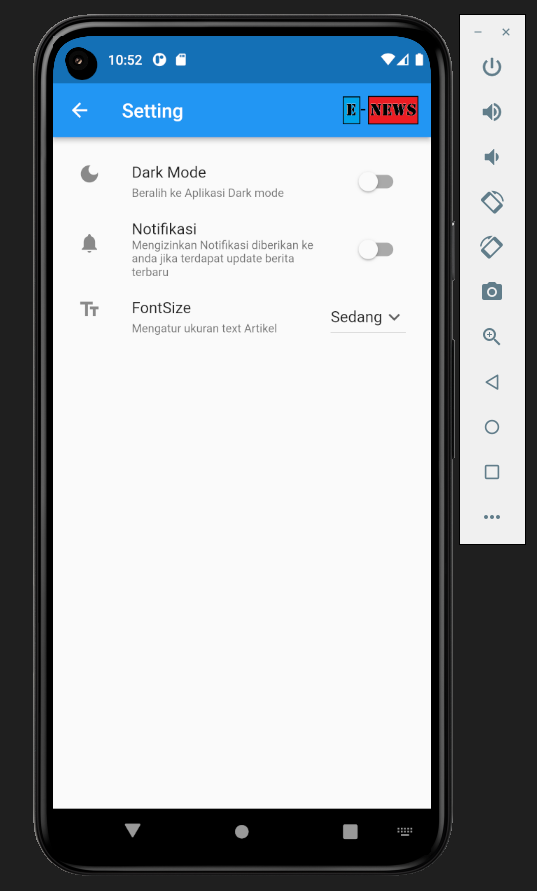 10:52
Setting
E-NEWS
Dark Mode
Beralih ke Aplikasi Dark mode
Notifikasi
Mengizinkan Notifikasi diberikan ke
anda jika terdapat update berita
terbaru
FontSize
Mengatur ukuran text Artikel
Sedang